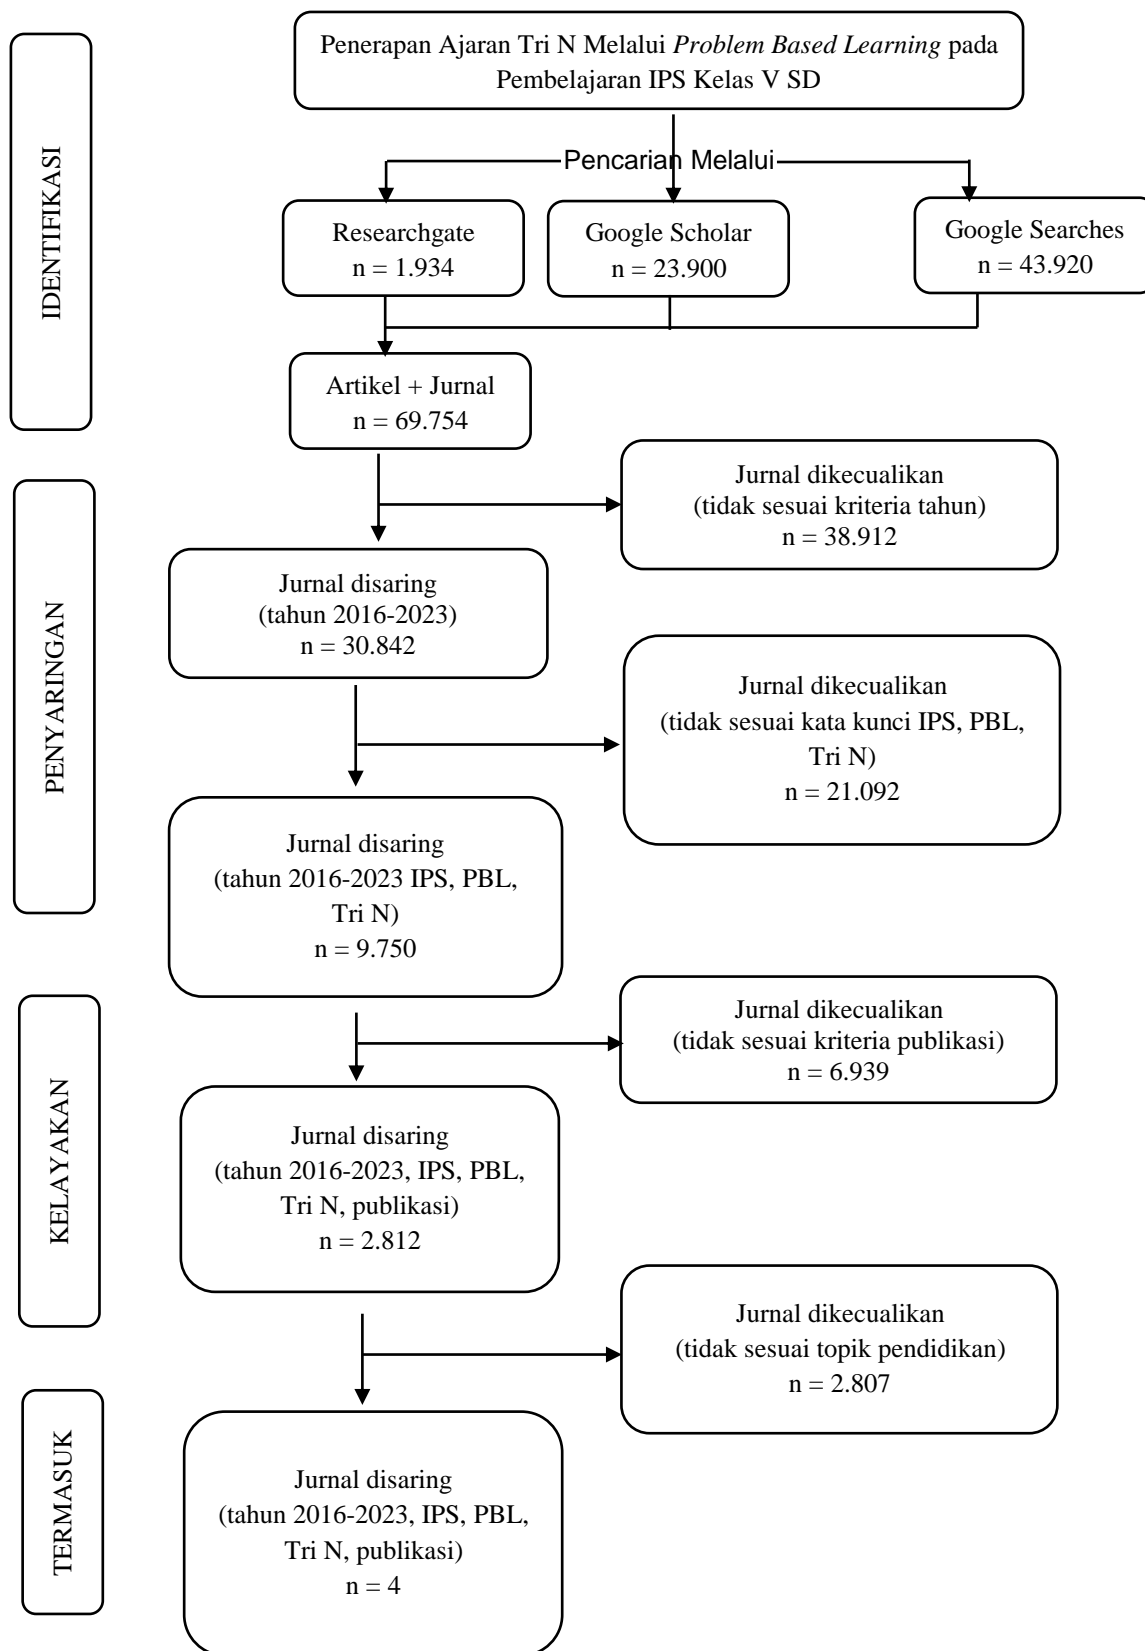 Penerapan Ajaran Tri N Melalui Problem Based Learning pada
Pembelajaran IPS Kelas V SD
IDENTIFIKASI
Pencarian Melalui
Researchgate
n = 1.934
Google Scholar
n = 23.900
Google Searches
n = 43.920
Artikel + Jurnal
n = 69.754
Jurnal dikecualikan
(tidak sesuai kriteria tahun)
n = 38.912
PENYARINGAN
Jurnal disaring
(tahun 2016-2023)
n = 30.842
Jurnal dikecualikan
(tidak sesuai kata kunci IPS, PBL,
Tri N)
n = 21.092
Jurnal disaring
(tahun 2016-2023 IPS, PBL,
Tri N)
n = 9.750
Jurnal dikecualikan
(tidak sesuai kriteria publikasi)
n = 6.939
KELAYAKAN
Jurnal disaring
(tahun 2016-2023, IPS, PBL,
Tri N, publikasi)
n = 2.812
Jurnal dikecualikan
(tidak sesuai topik pendidikan)
n = 2.807
TERMASUK
Jurnal disaring
(tahun 2016-2023, IPS, PBL,
Tri N, publikasi)
n = 4